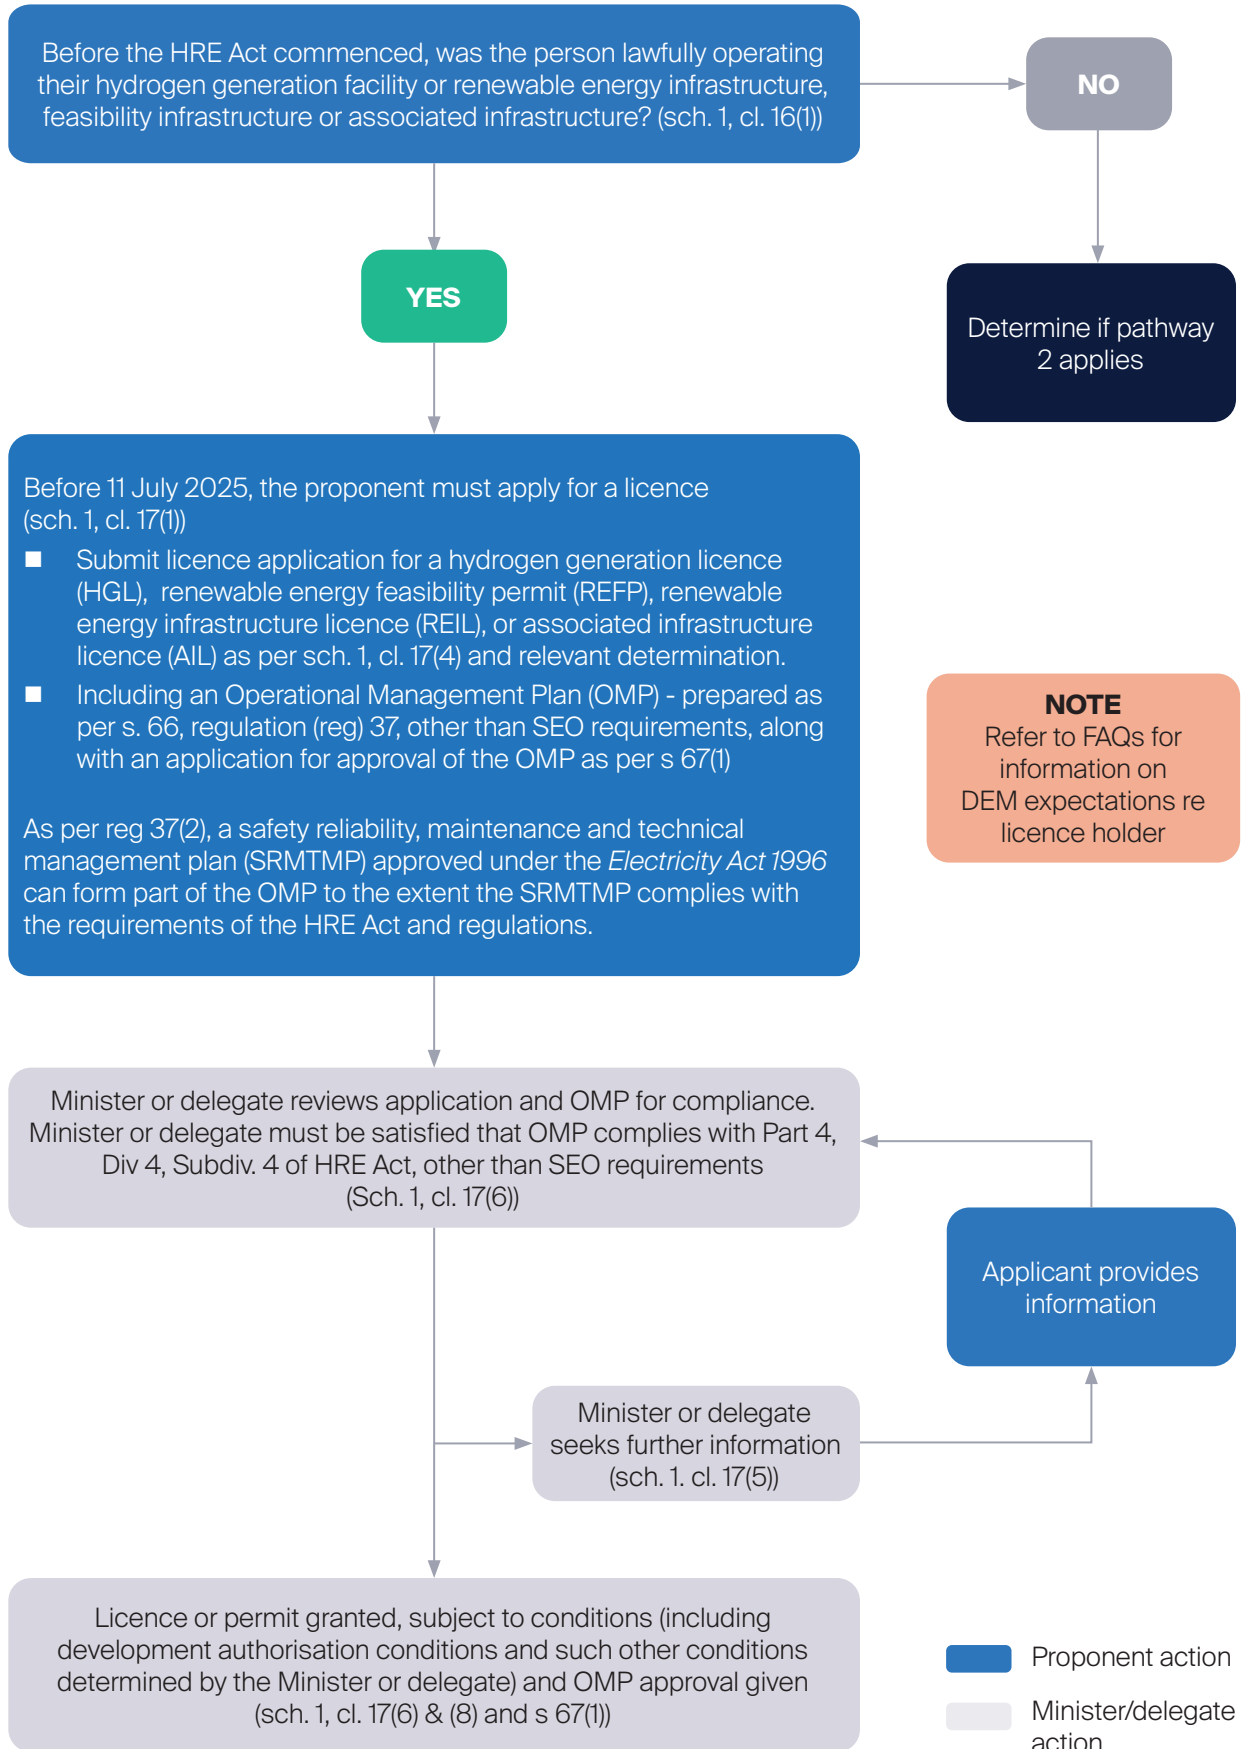 Before the HRE Act commenced, was the person lawfully operating
their hydrogen generation facility or renewable energy infrastructure,
feasibility infrastructure or associated infrastructure? (sch. 1, cl. 16(1))
NO
YES
Determine if pathway
2 applies
Before 11 July 2025, the proponent must apply for a licence
(sch. 1, cl. 17(1))
■ Submit licence application for a hydrogen generation licence
(HGL), renewable energy feasibility permit (REFP), renewable
energy infrastructure licence (REIL), or associated infrastructure
licence (AIL) as per sch. 1, cl. 17(4) and relevant determination.
■ Including an Operational Management Plan (OMP) - prepared as
per s. 66, regulation (reg) 37, other than SEO requirements, along
with an application for approval of the OMP as per s 67(1)
As per reg 37(2), a safety reliability, maintenance and technical
management plan (SRMTMP) approved under the Electricity Act 1996
can form part of the OMP to the extent the SRMTMP complies with
the requirements of the HRE Act and regulations.
NOTE
Refer to FAQs for
information on
DEM expectations re
licence holder
Minister or delegate reviews application and OMP for compliance.
Minister or delegate must be satisfied that OMP complies with Part 4,
Div 4, Subdiv. 4 of HRE Act, other than SEO requirements
(Sch. 1, cl. 17(6))
Applicant provides
information
Minister or delegate
seeks further information
(sch. 1. cl. 17(5))
Licence or permit granted, subject to conditions (including
development authorisation conditions and such other conditions
determined by the Minister or delegate) and OMP approval given
(sch. 1, cl. 17(6) & (8) and s 67(1))
Proponent action
Minister/delegate
action